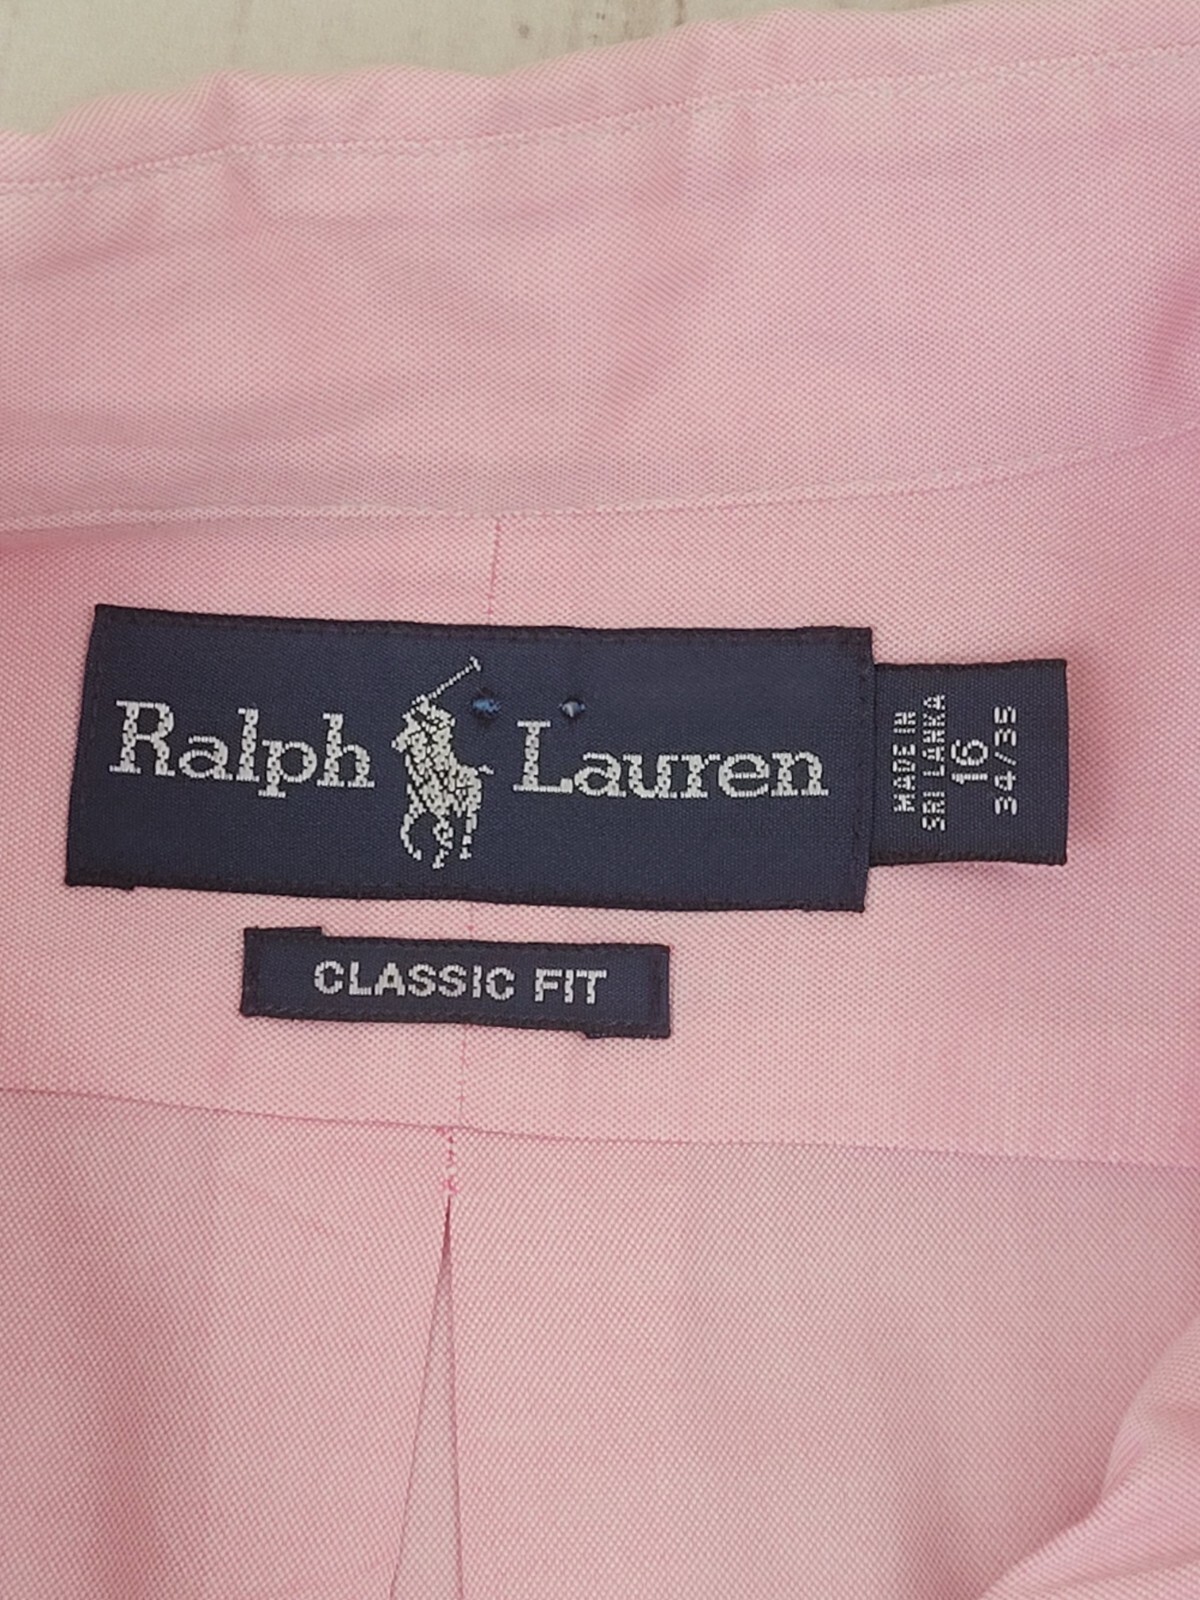 Ralph Lauren
MADE IN
SRI LANKA
16
34/35
CLASSIC FIT